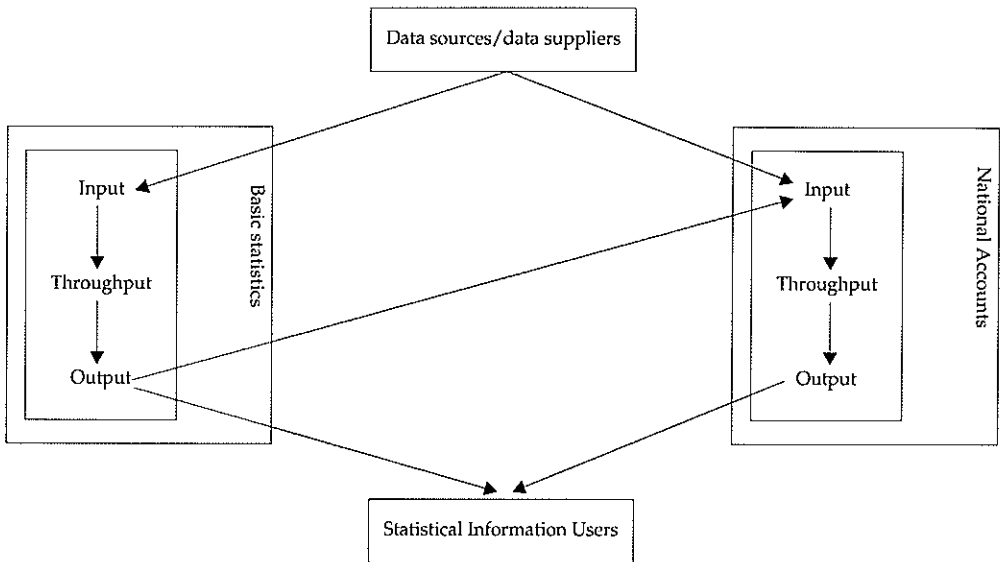 Data sources/data suppliers
Input
Throughput
Output
Basic statistics
Input
Throughput
Output
National Accounts
Statistical Information Users